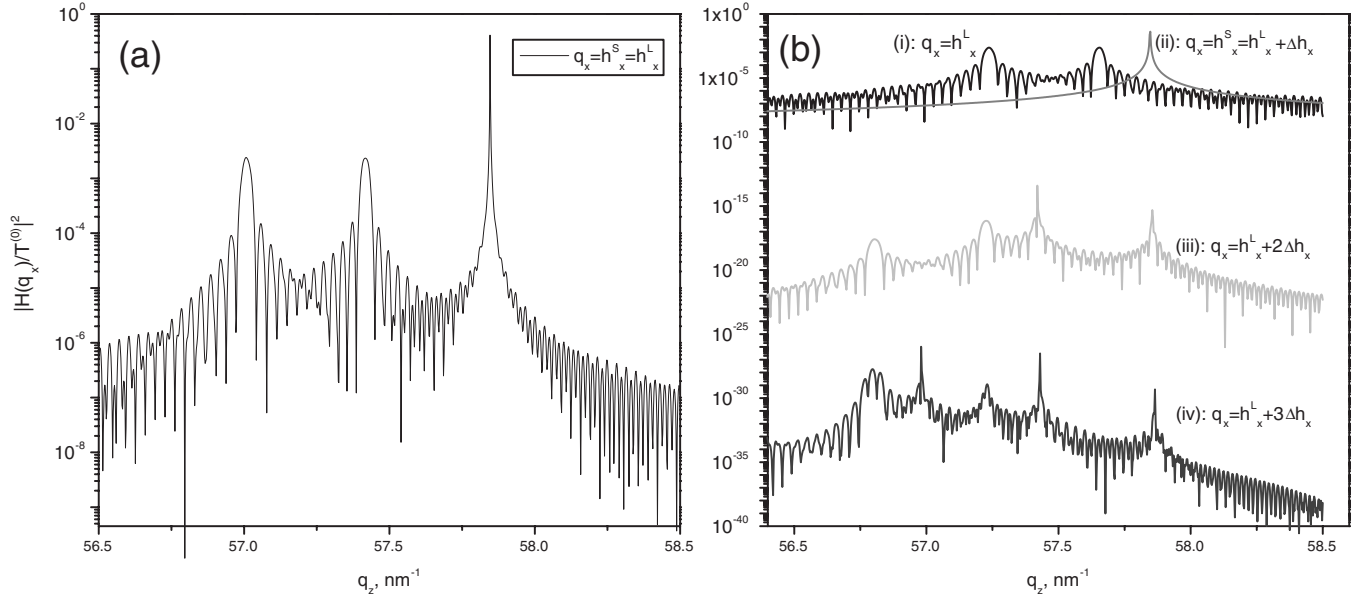 (a)
q_x=h^S_x=h^L_x
10^0
10^-2
10^-4
10^-6
10^-8
|H(q_x)/T^(0)|^2
56.5 57.0 57.5 58.0 58.5
q_z, nm^-1
(b)
(i): q_x=h^L_x
(ii): q_x=h^S_x=h^L_x+Δh_x
(iii): q_x=h^L_x+2Δh_x
(iv): q_x=h^L_x+3Δh_x
1x10^0
1x10^-5
10^-10
10^-15
10^-20
10^-25
10^-30
10^-35
10^-40
56.5 57.0 57.5 58.0 58.5
q_z, nm^-1